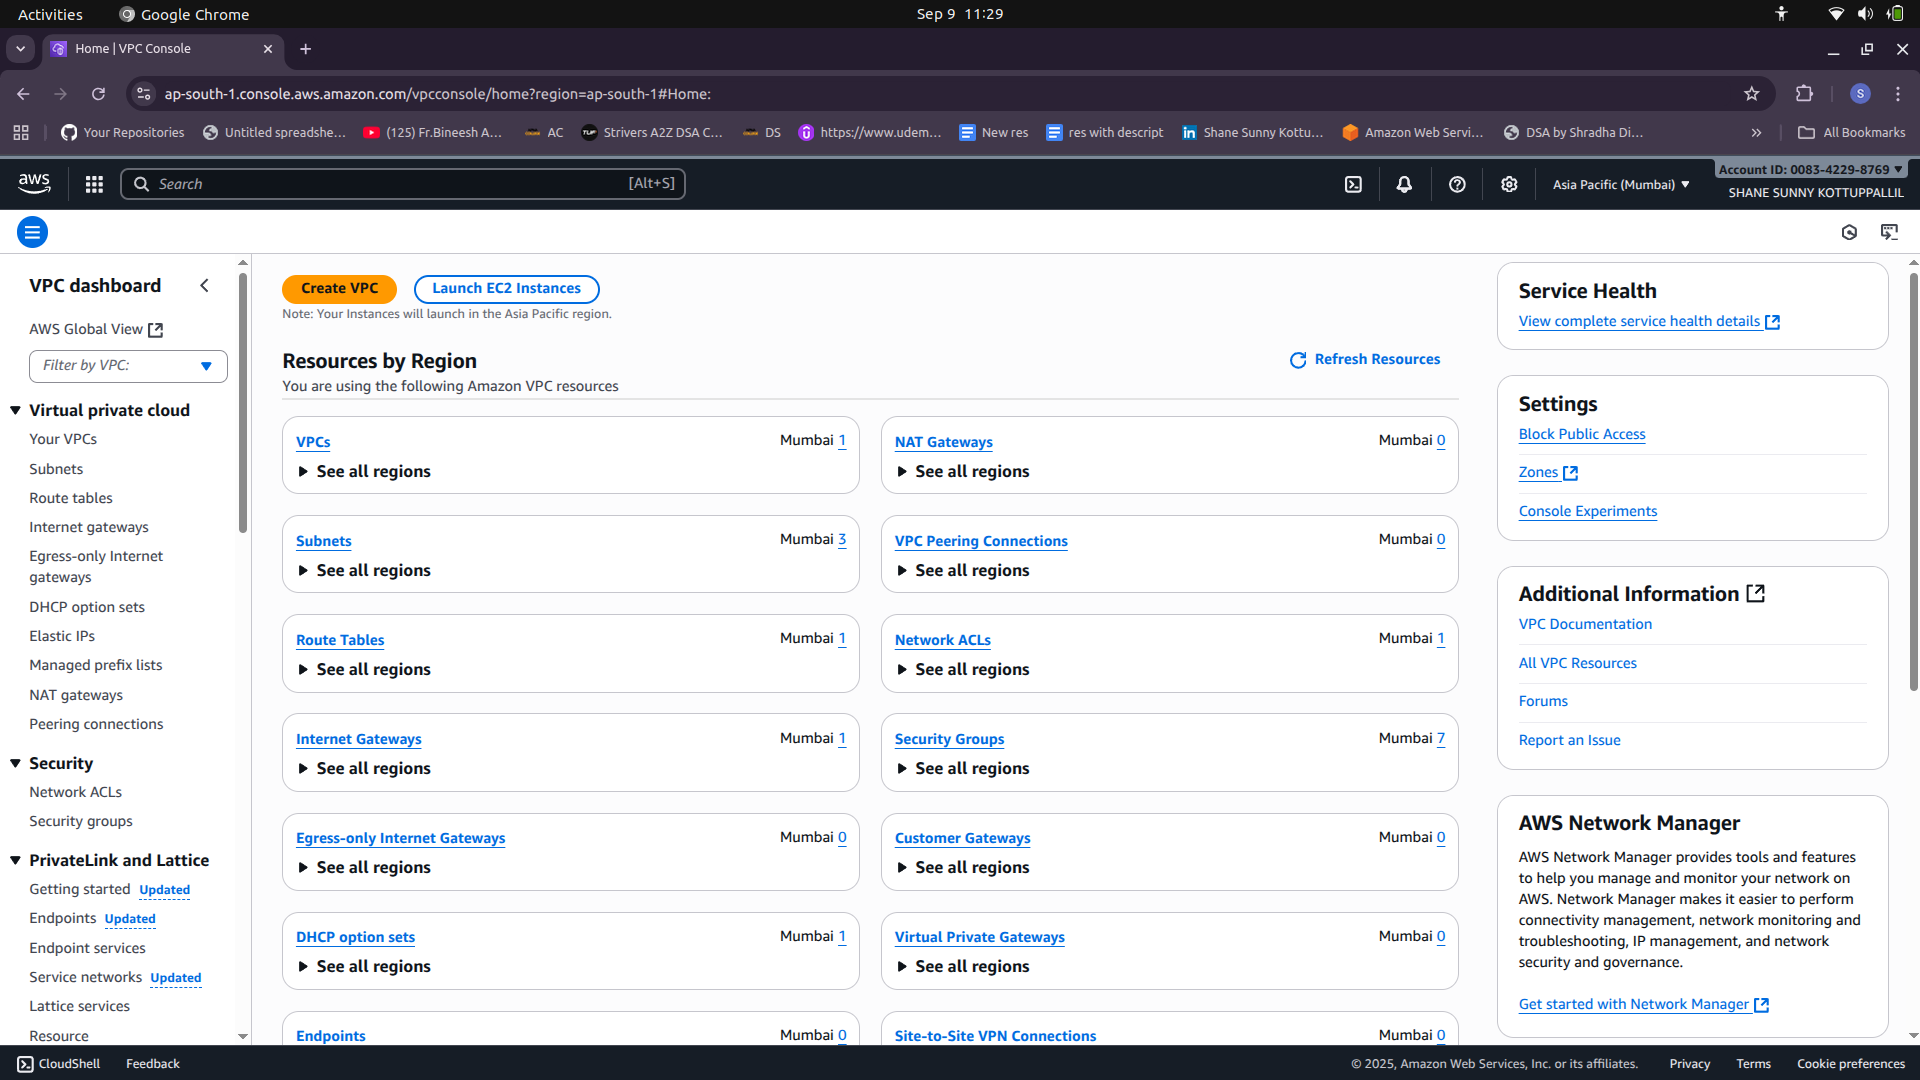 Activities
Google Chrome
Sep 9 11:29
Home | VPC Console
ap-south-1.console.aws.amazon.com/vpcconsole/home?region=ap-south-1#Home:
S
Your Repositories
Untitled spreadshe...
(125) Fr.Bineesh A...
AC
Strivers A2Z DSA C...
DS
https://www.udem...
New res
res with descript
Shane Sunny Kottu...
Amazon Web Servi...
DSA by Shradha Di...
All Bookmarks
aws
Search
[Alt+S]
Asia Pacific (Mumbai)
Account ID: 0083-4229-8769
SHANE SUNNY KOTTUPPALLIL
VPC dashboard
AWS Global View
Filter by VPC:
Virtual private cloud
Your VPCs
Subnets
Route tables
Internet gateways
Egress-only Internet
gateways
DHCP option sets
Elastic IPs
Managed prefix lists
NAT gateways
Peering connections
Security
Network ACLs
Security groups
PrivateLink and Lattice
Getting started Updated
Endpoints Updated
Endpoint services
Service networks Updated
Lattice services
Resource
Create VPC
Launch EC2 Instances
Note: Your Instances will launch in the Asia Pacific region.
Resources by Region
Refresh Resources
You are using the following Amazon VPC resources
VPCs
Mumbai 1
See all regions
NAT Gateways
Mumbai 0
See all regions
Subnets
Mumbai 3
See all regions
VPC Peering Connections
Mumbai 0
See all regions
Route Tables
Mumbai 1
See all regions
Network ACLs
Mumbai 1
See all regions
Internet Gateways
Mumbai 1
See all regions
Security Groups
Mumbai 7
See all regions
Egress-only Internet Gateways
Mumbai 0
See all regions
Customer Gateways
Mumbai 0
See all regions
DHCP option sets
Mumbai 1
See all regions
Virtual Private Gateways
Mumbai 0
See all regions
Endpoints
Mumbai 0
Site-to-Site VPN Connections
Mumbai 0
Service Health
View complete service health details
Settings
Block Public Access
Zones
Console Experiments
Additional Information
VPC Documentation
All VPC Resources
Forums
Report an Issue
AWS Network Manager
AWS Network Manager provides tools and features
to help you manage and monitor your network on
AWS. Network Manager makes it easier to perform
connectivity management, network monitoring and
troubleshooting, IP management, and network
security and governance.
Get started with Network Manager
CloudShell
Feedback
© 2025, Amazon Web Services, Inc. or its affiliates.
Privacy
Terms
Cookie preferences